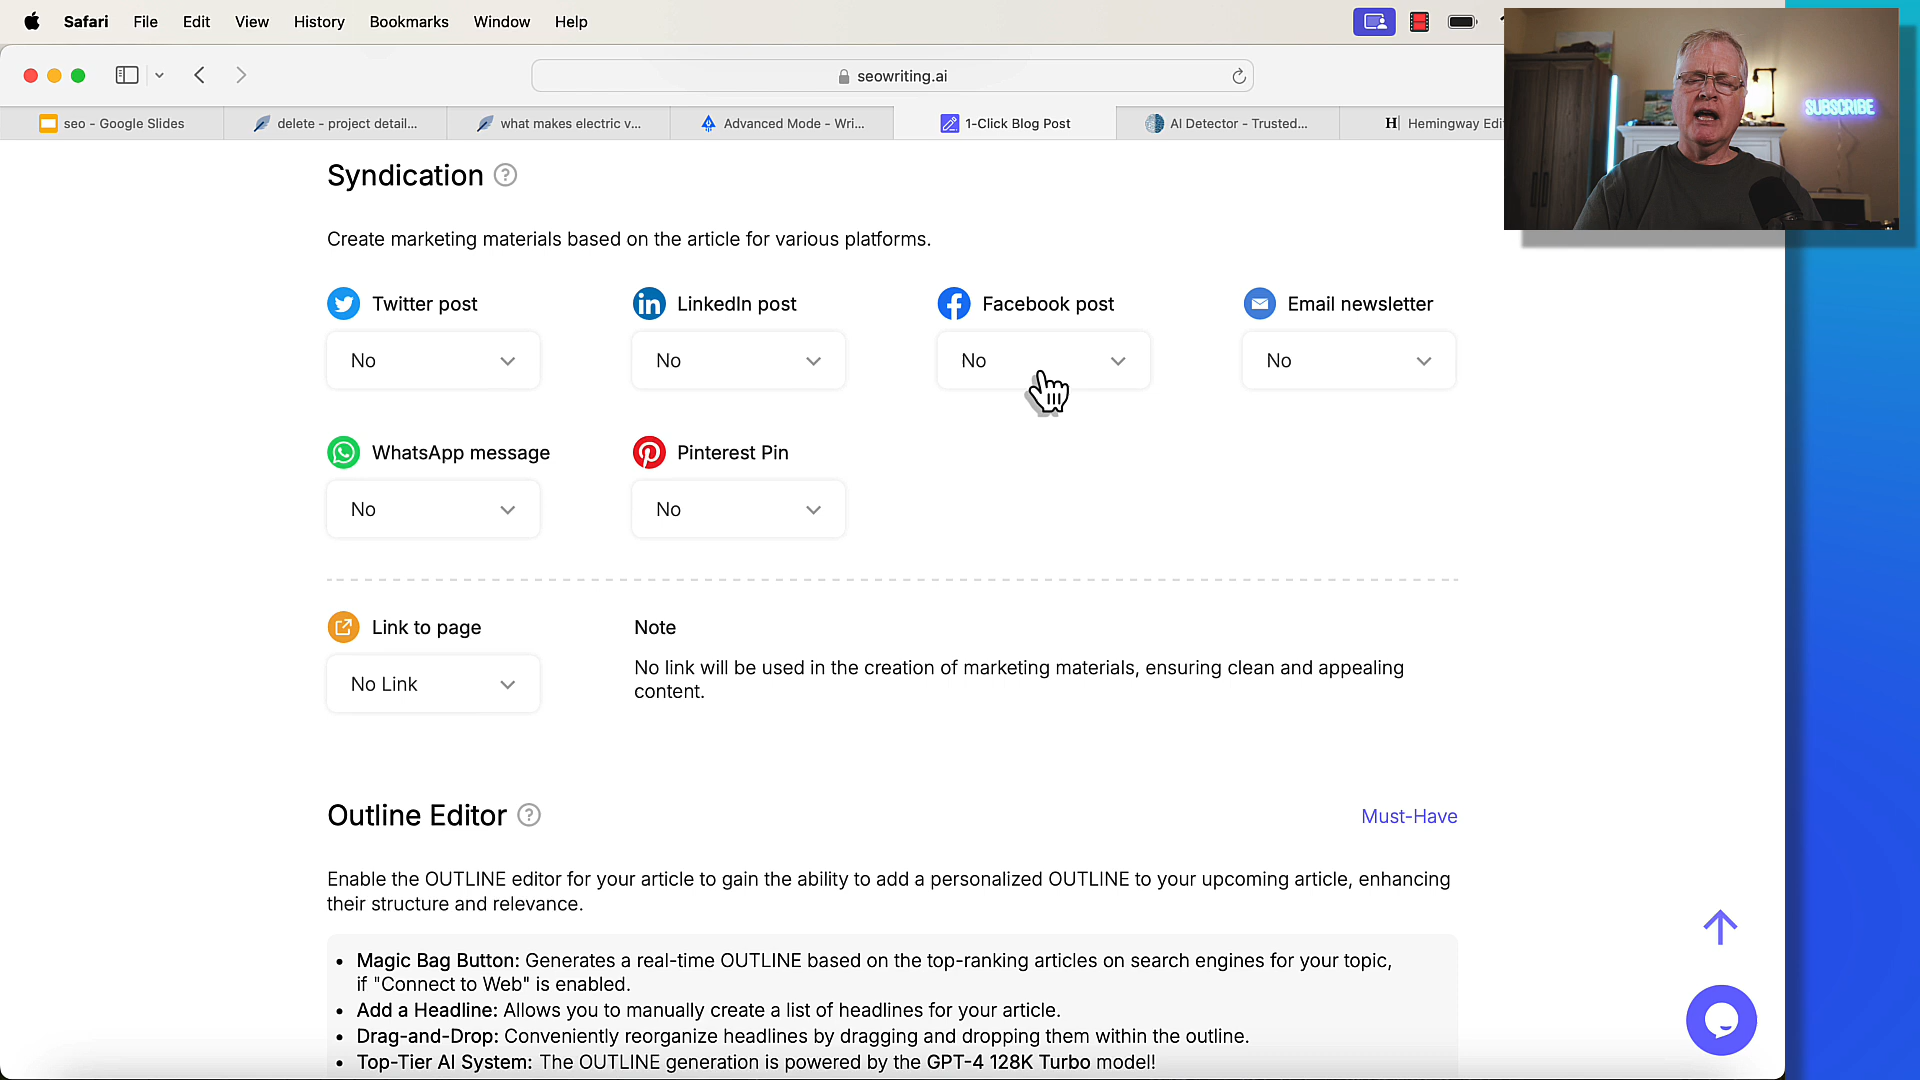 Safari File Edit View History Bookmarks Window Help
seowriting.ai
seo - Google Slides
delete - project detail...
what makes electric v...
Advanced Mode - Wri...
1-Click Blog Post
AI Detector - Trusted...
H Hemingway Edi
SUBSCRIBE
Syndication ?
Create marketing materials based on the article for various platforms.
Twitter post
LinkedIn post
Facebook post
Email newsletter
No
No
No
No
WhatsApp message
Pinterest Pin
No
No
Link to page
Note
No Link
No link will be used in the creation of marketing materials, ensuring clean and appealing
content.
Outline Editor ?
Must-Have
Enable the OUTLINE editor for your article to gain the ability to add a personalized OUTLINE to your upcoming article, enhancing
their structure and relevance.
• Magic Bag Button: Generates a real-time OUTLINE based on the top-ranking articles on search engines for your topic,
if "Connect to Web" is enabled.
• Add a Headline: Allows you to manually create a list of headlines for your article.
• Drag-and-Drop: Conveniently reorganize headlines by dragging and dropping them within the outline.
• Top-Tier AI System: The OUTLINE generation is powered by the GPT-4 128K Turbo model!